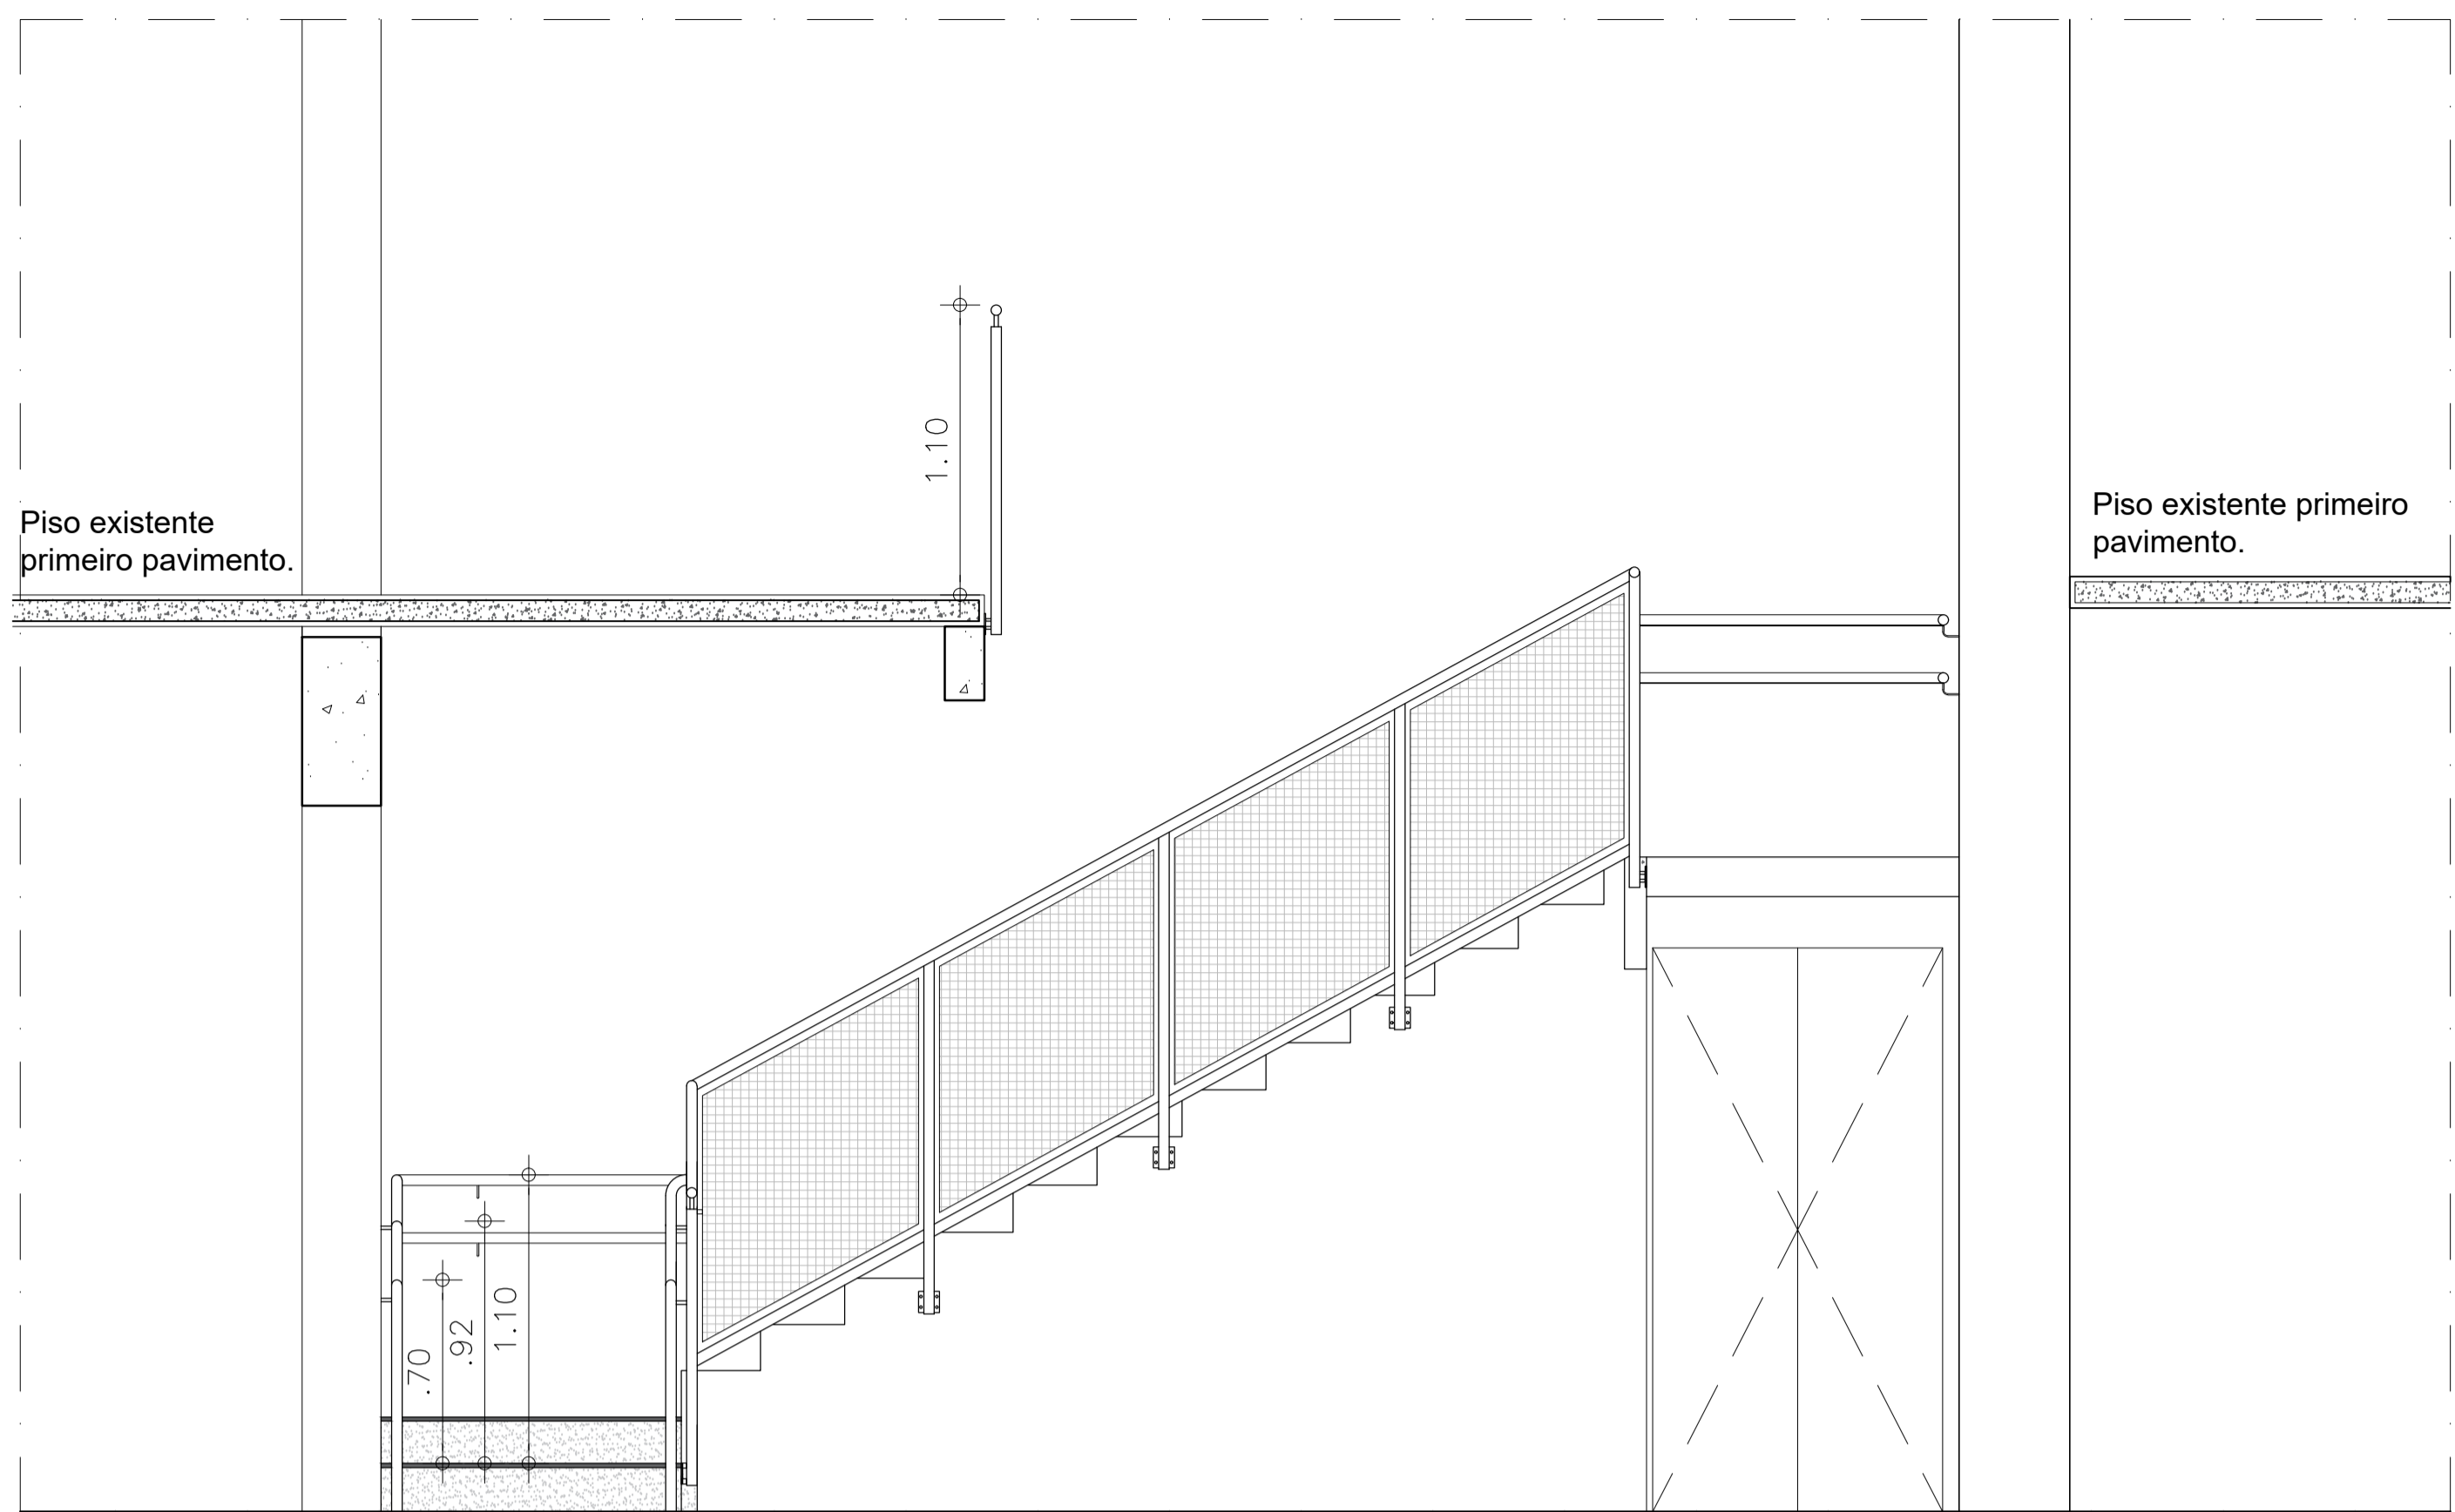 1.10
Piso existente
primeiro pavimento.
Piso existente primeiro
pavimento.
.70
.92
1.10